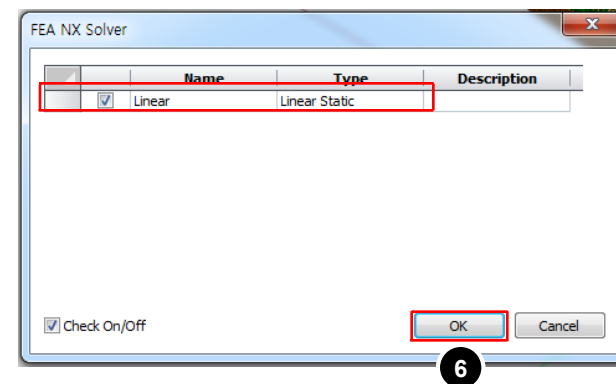 FEA NX Solver
Name Type Description
Linear Linear Static
Check On/Off OK Cancel
6